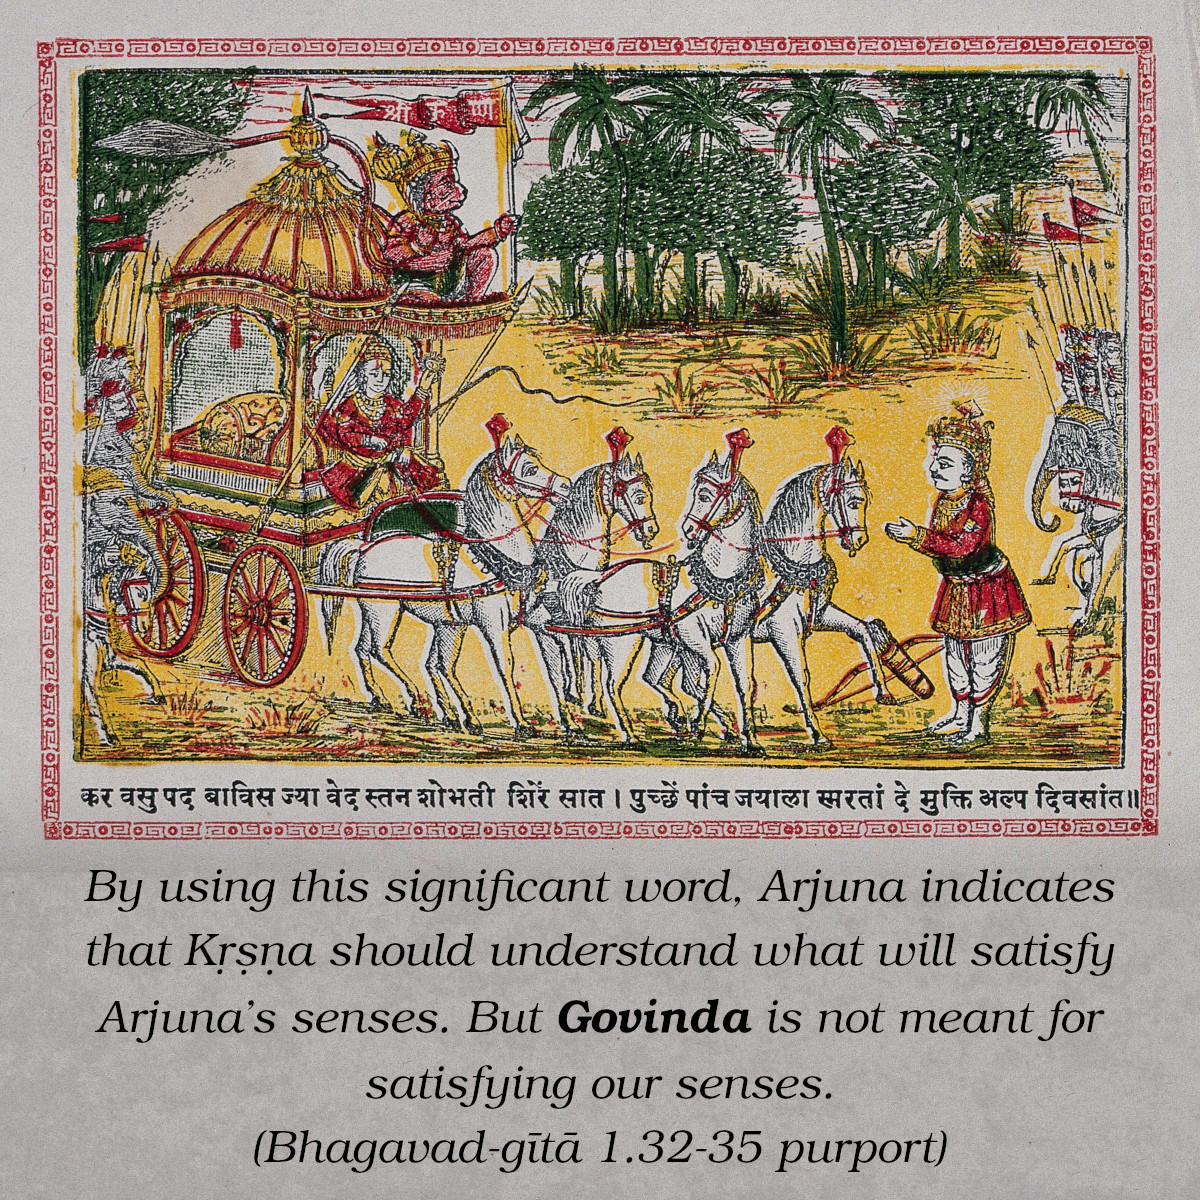 श्रीकृष्ण
कर वसु पद बाविस ज्या वेद स्तन शोभती शिरें सात । पुच्छें पांच जयाला स्मरतां दे मुक्ति अल्प दिवसांत॥
By using this significant word, Arjuna indicates
that Kṛṣṇa should understand what will satisfy
Arjuna’s senses. But Govinda is not meant for
satisfying our senses.
(Bhagavad-gītā 1.32-35 purport)